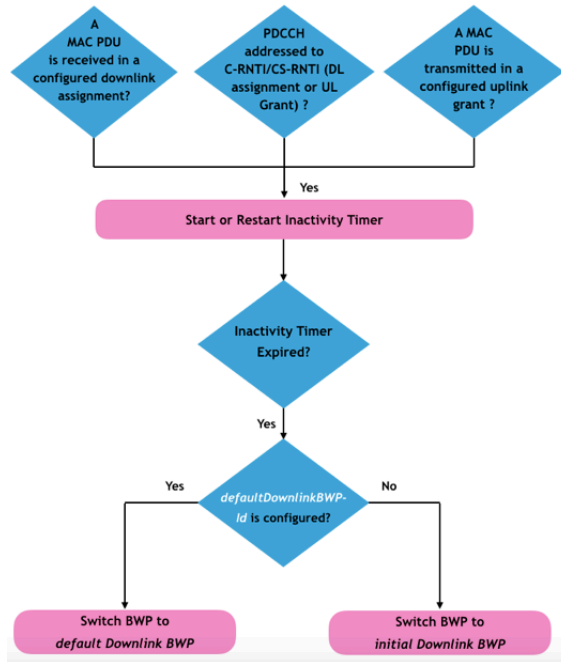 A
MAC PDU
is received in a
configured downlink
assignment?
PDCCH
addressed to
C-RNTI/CS-RNTI (DL
assignment or UL
Grant) ?
A MAC
PDU is
transmitted in a
configured uplink
grant ?
Yes
Start or Restart Inactivity Timer
Inactivity Timer
Expired?
Yes
defaultDownlinkBWP-
Id is configured?
Yes
No
Switch BWP to
default Downlink BWP
Switch BWP to
initial Downlink BWP